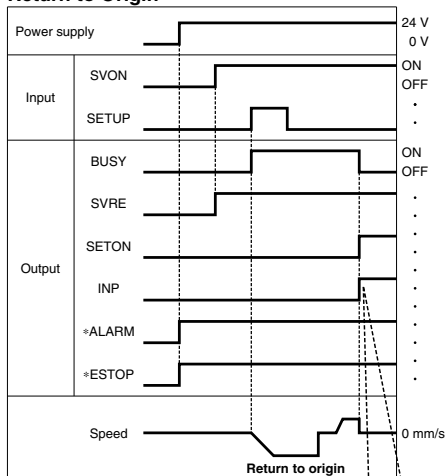 Return to Origin
Power supply
24 V
0 V
Input
SVON
ON
OFF
SETUP
Output
BUSY
ON
OFF
SVRE
SETON
INP
*ALARM
*ESTOP
Speed
0 mm/s
Return to origin